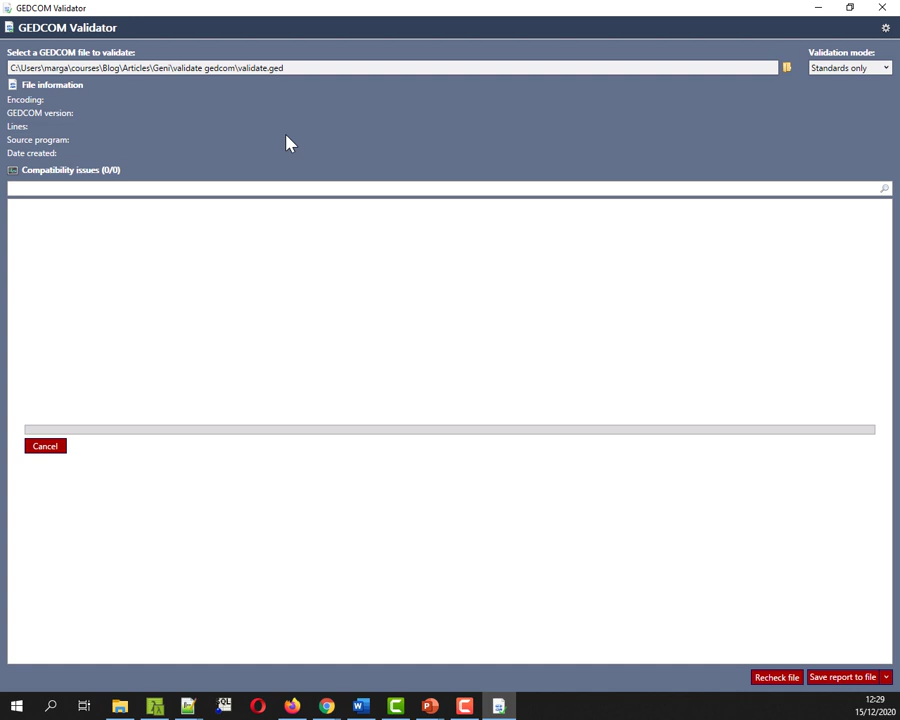 GEDCOM Validator
GEDCOM Validator
Select a GEDCOM file to validate:
Validation mode:
C:\Users\marga\courses\Blog\Articles\Geni\validate gedcom\validate.ged
Standards only
File information
Encoding:
GEDCOM version:
Lines:
Source program:
Date created:
Compatibility issues (0/0)
Cancel
Recheck file
Save report to file
12:29
15/12/2020